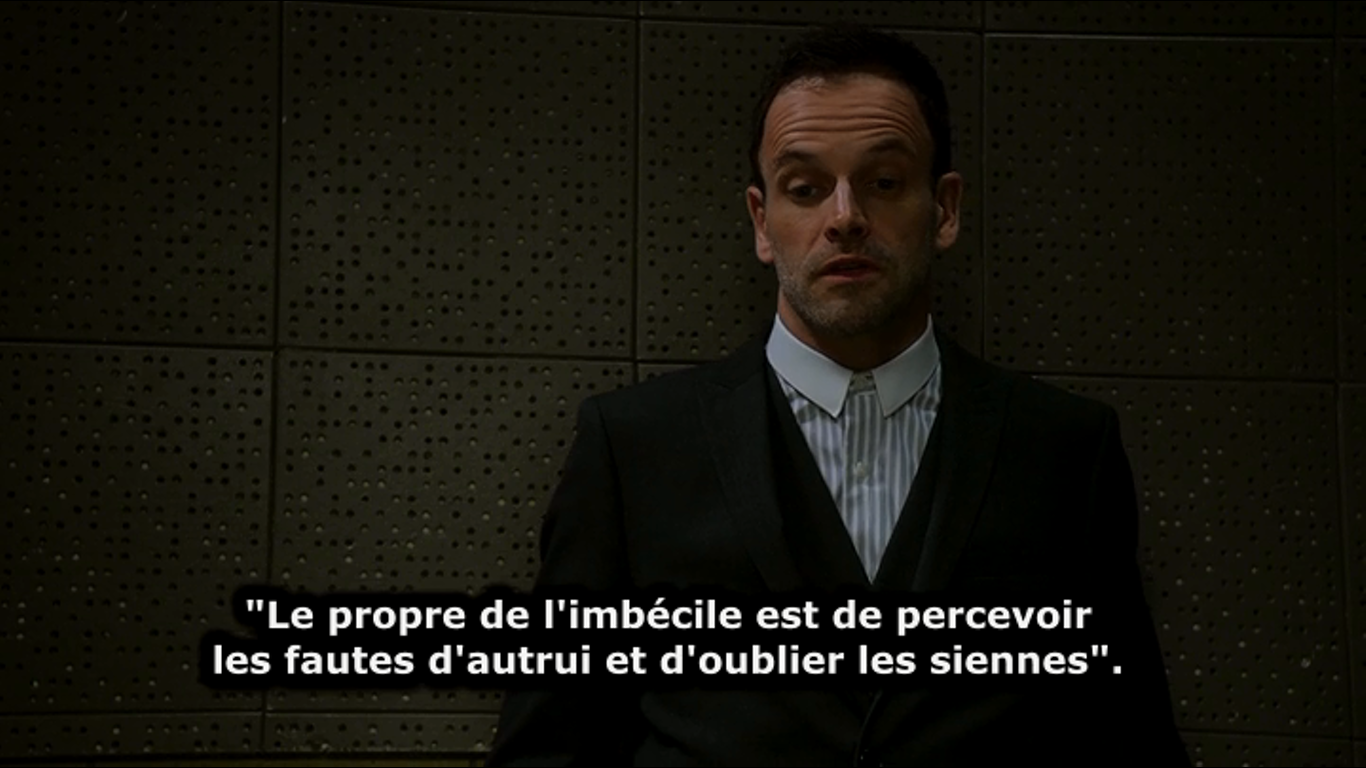 "Le propre de l'imbécile est de percevoir
les fautes d'autrui et d'oublier les siennes".